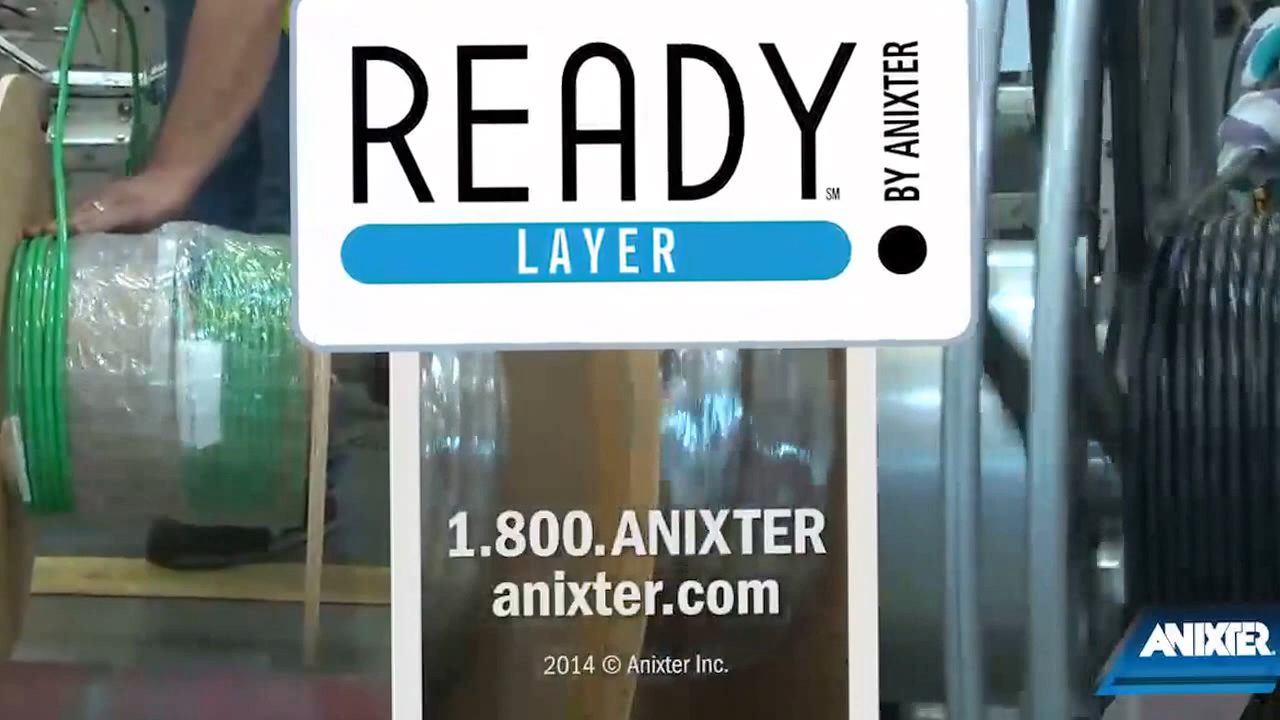 READY
SM
LAYER
BY ANIXTER
1.800.ANIXTER
anixter.com
2014 © Anixter Inc.
ANIXTER